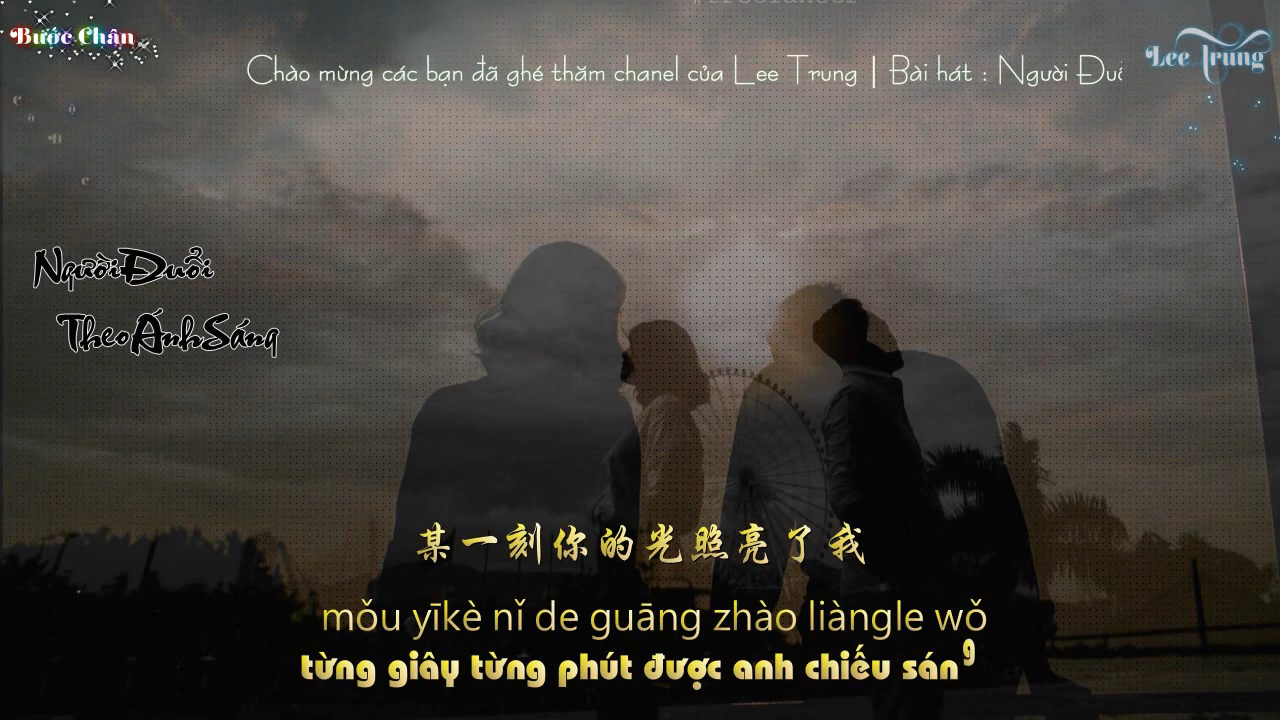 Bước Chân
Lee Trung
Chào mừng các bạn đã ghé thăm chanel của Lee Trung | Bài hát : Người Đuổ
Người Đuổi
Theo Ánh Sáng
某一刻你的光照亮了我
mǒu yīkè nǐ de guāng zhào liàngle wǒ
từng giây từng phút được anh chiếu sáng